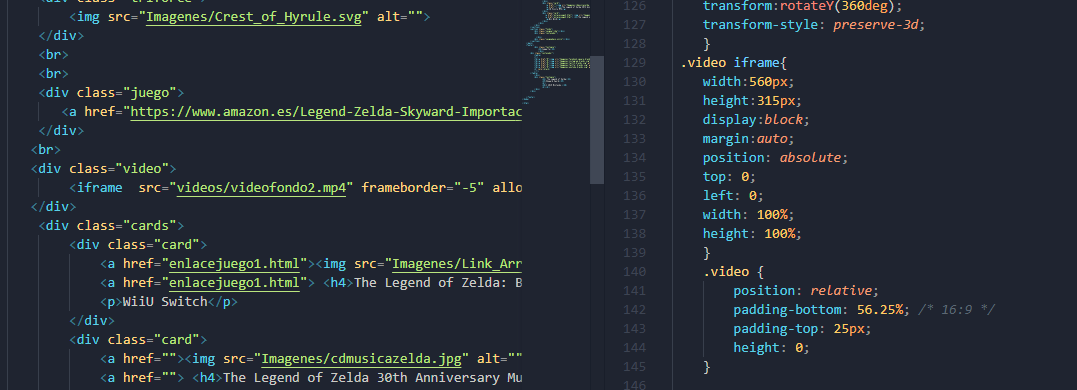 <div class="triforce">
<img src="Imagenes/Crest_of_Hyrule.svg" alt="">
</div>
<br>
<br>
<div class="juego">
<a href="https://www.amazon.es/Legend-Zelda-Skyward-Importac
</div>
<br>
<div class="video">
<iframe  src="videos/videofondo2.mp4" frameborder="-5" allo
</div>
<div class="cards">
<div class="card">
<a href="enlacejuego1.html"><img src="Imagenes/Link_Arr
<a href="enlacejuego1.html"> <h4>The Legend of Zelda: B
<p>WiiU Switch</p>
</div>
<div class="card">
<a href=""><img src="Imagenes/cdmusicazelda.jpg" alt=""
<a href=""> <h4>The Legend of Zelda 30th Anniversary Mu
126 transform:rotateY(360deg);
127 transform-style: preserve-3d;
128 }
129 .video iframe{
130 width:560px;
131 height:315px;
132 display:block;
133 margin:auto;
134 position: absolute;
135 top: 0;
136 left: 0;
137 width: 100%;
138 height: 100%;
139 }
140 .video {
141 position: relative;
142 padding-bottom: 56.25%; /* 16:9 */
143 padding-top: 25px;
144 height: 0;
145 }
146